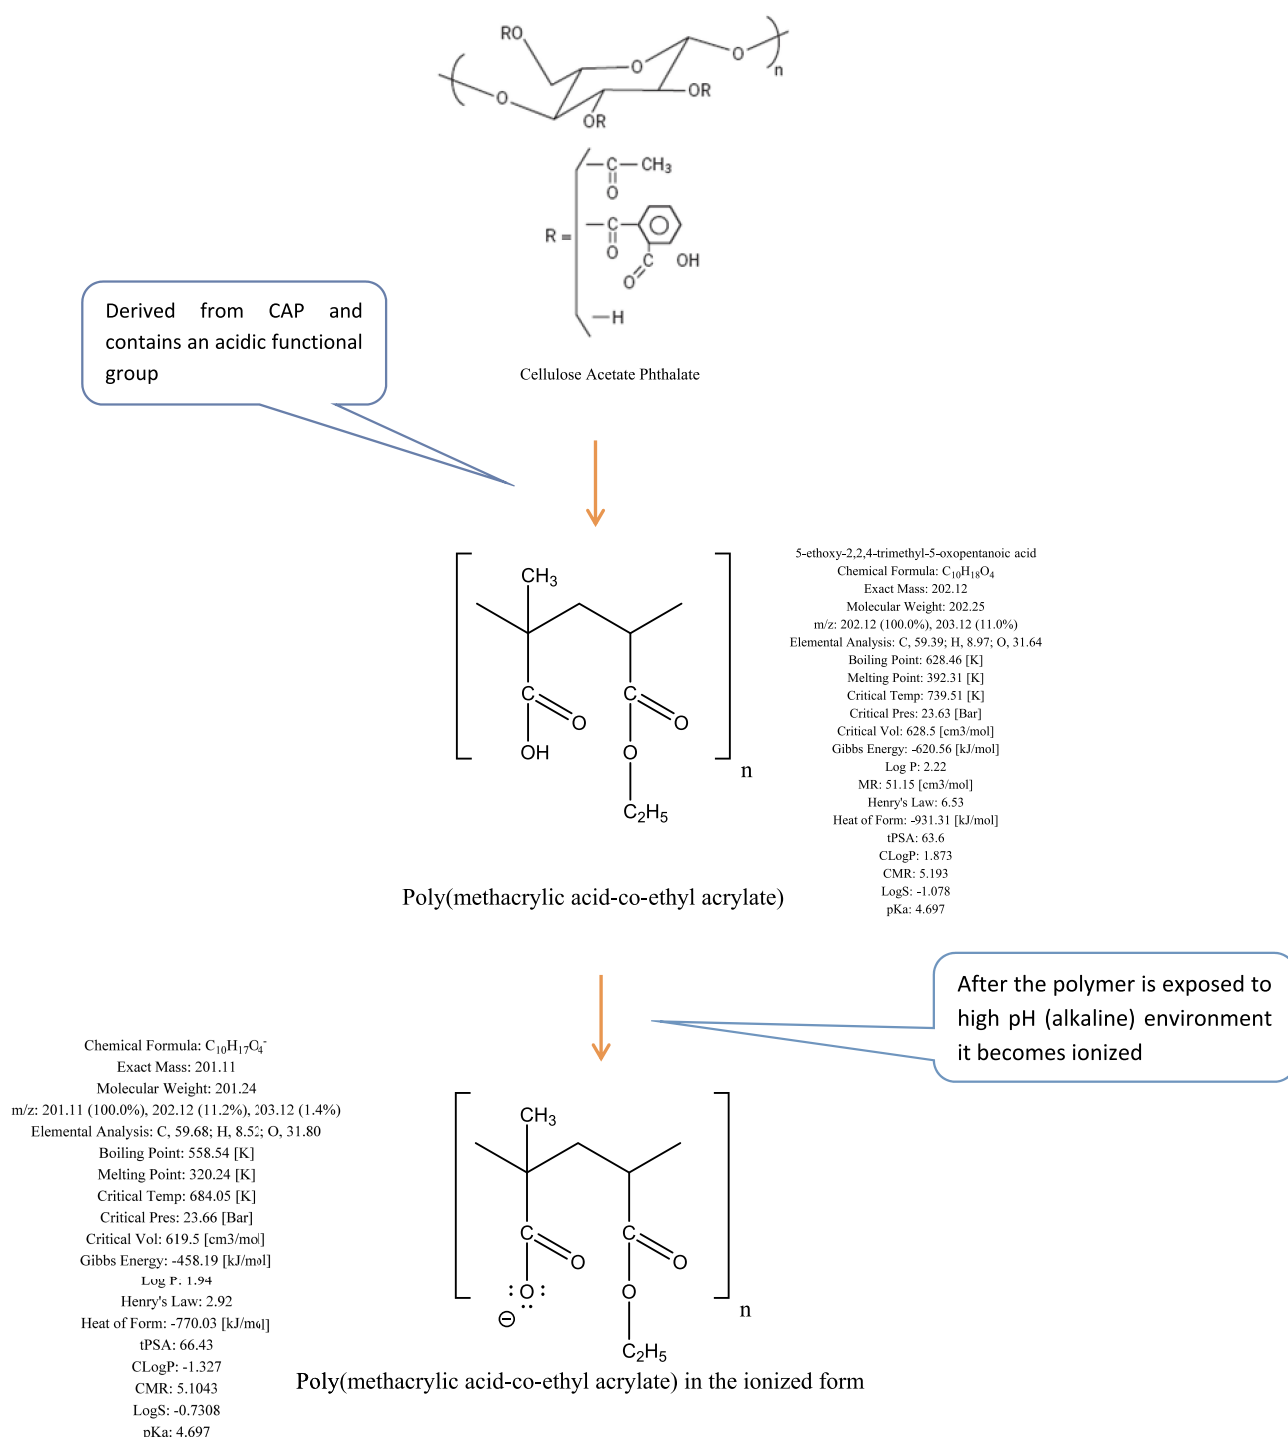 RO
O
O
O
OR
OR
n
C
CH3
O
R =
C
O
C
OH
O
H
Cellulose Acetate Phthalate
Derived from CAP and
contains an acidic functional
group
CH3
C
O
OH
C
O
O
C2H5
n
Poly(methacrylic acid-co-ethyl acrylate)
5-ethoxy-2,2,4-trimethyl-5-oxopentanoic acid
Chemical Formula: C10H18O4
Exact Mass: 202.12
Molecular Weight: 202.25
m/z: 202.12 (100.0%), 203.12 (11.0%)
Elemental Analysis: C, 59.39; H, 8.97; O, 31.64
Boiling Point: 628.46 [K]
Melting Point: 392.31 [K]
Critical Temp: 739.51 [K]
Critical Pres: 23.63 [Bar]
Critical Vol: 628.5 [cm3/mol]
Gibbs Energy: -620.56 [kJ/mol]
Log P: 2.22
MR: 51.15 [cm3/mol]
Henry's Law: 6.53
Heat of Form: -931.31 [kJ/mol]
tPSA: 63.6
CLogP: 1.873
CMR: 5.193
LogS: -1.078
pKa: 4.697
After the polymer is exposed to
high pH (alkaline) environment
it becomes ionized
Chemical Formula: C10H17O4-
Exact Mass: 201.11
Molecular Weight: 201.24
m/z: 201.11 (100.0%), 202.12 (11.2%), 203.12 (1.4%)
Elemental Analysis: C, 59.68; H, 8.52; O, 31.80
Boiling Point: 558.54 [K]
Melting Point: 320.24 [K]
Critical Temp: 684.05 [K]
Critical Pres: 23.66 [Bar]
Critical Vol: 619.5 [cm3/mol]
Gibbs Energy: -458.19 [kJ/mol]
Log P: 1.94
Henry's Law: 2.92
Heat of Form: -770.03 [kJ/mol]
tPSA: 66.43
CLogP: -1.327
CMR: 5.1043
LogS: -0.7308
pKa: 4.697
CH3
C
O
O
⊖
C
O
O
C2H5
n
Poly(methacrylic acid-co-ethyl acrylate) in the ionized form